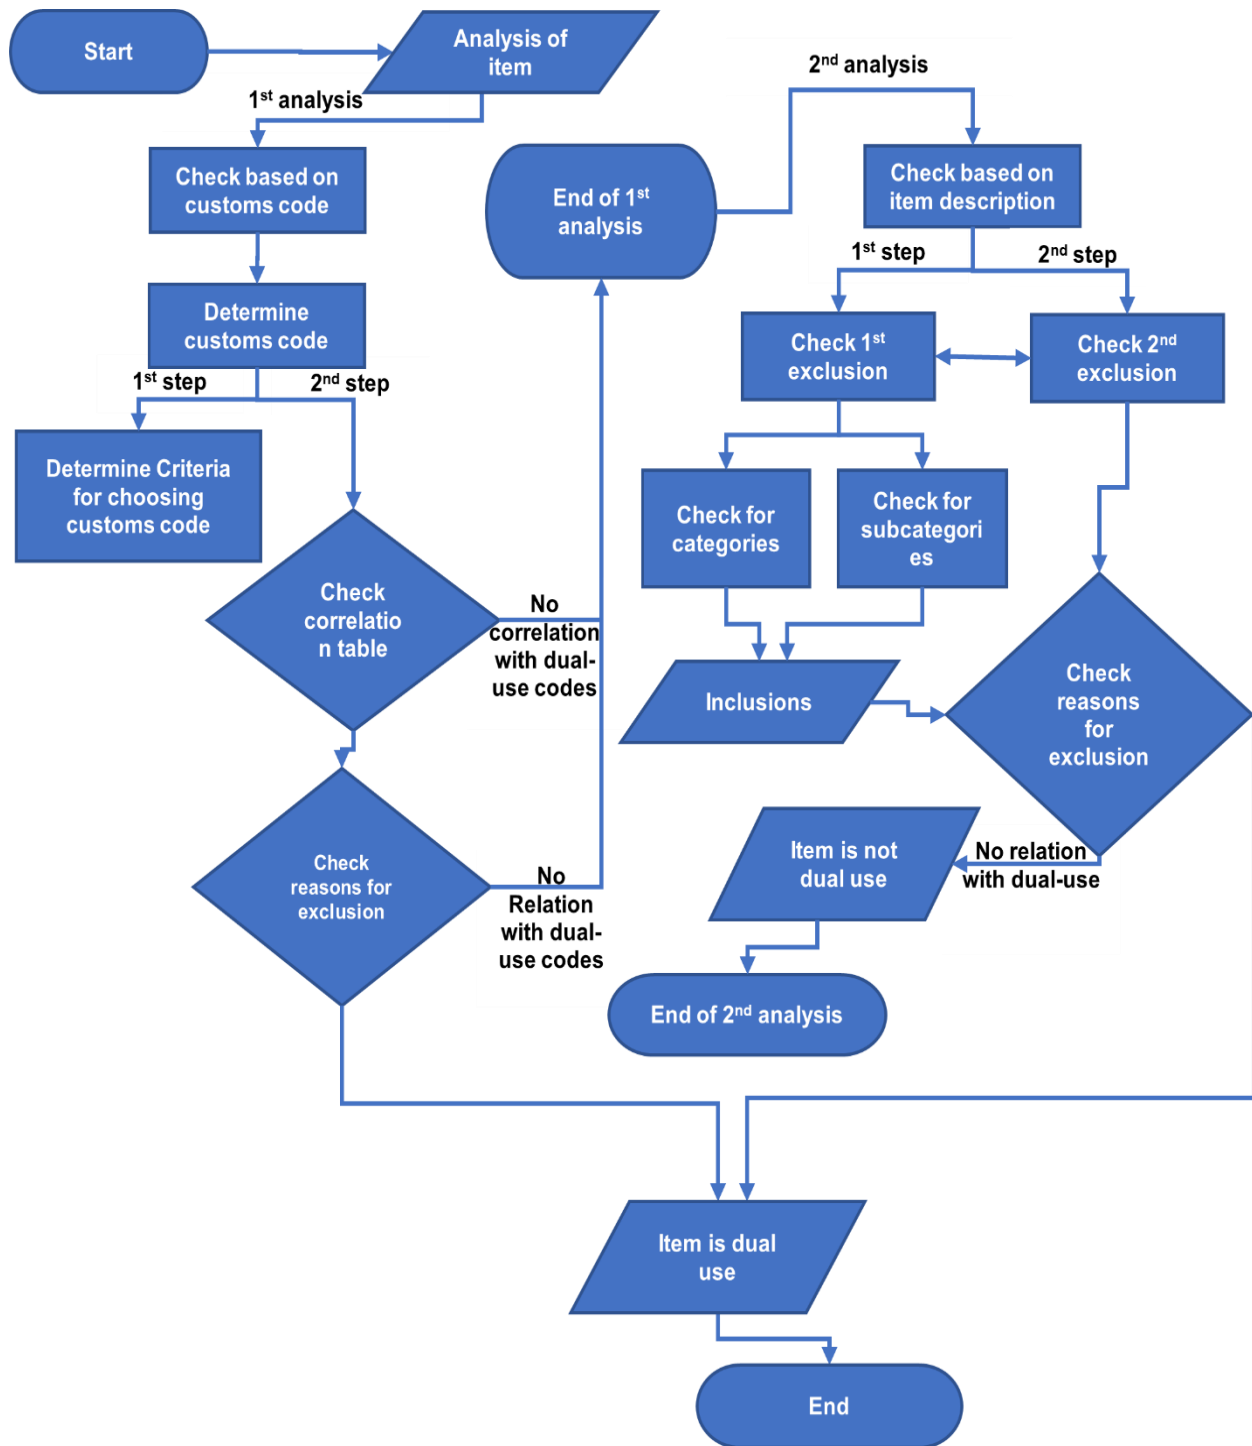 Start
Analysis of
item
1st analysis
2nd analysis
Check based on
customs code
End of 1st
analysis
Check based on
item description
1st step
2nd step
Determine
customs code
Check 1st
exclusion
Check 2nd
exclusion
1st step
2nd step
Determine Criteria
for choosing
customs code
Check for
categories
Check for
subcategori
es
Check
correlatio
n table
No
correlation
with dual-
use codes
Inclusions
Check
reasons
for
exclusion
Check
reasons for
exclusion
No
Relation
with dual-
use codes
Item is not
dual use
No relation
with dual-use
End of 2nd analysis
Item is dual
use
End